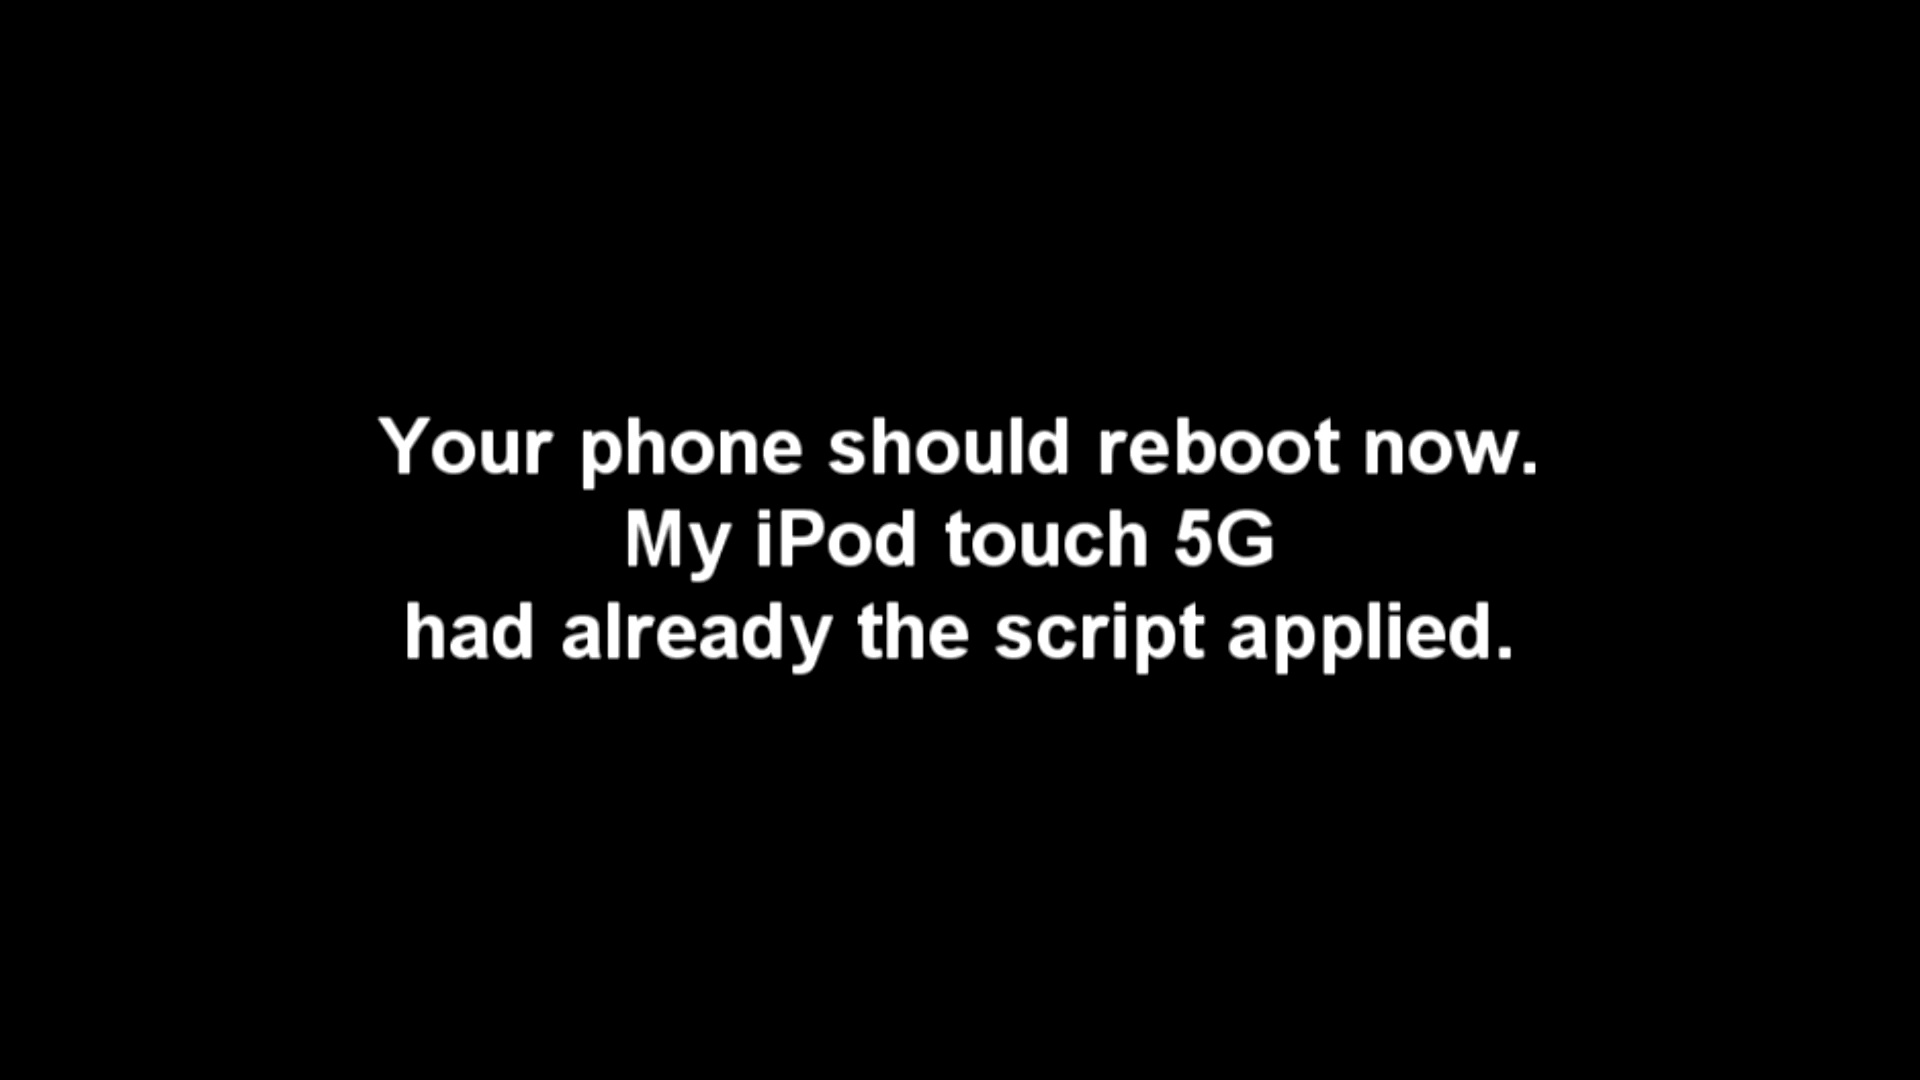 Your phone should reboot now.
My iPod touch 5G
had already the script applied.